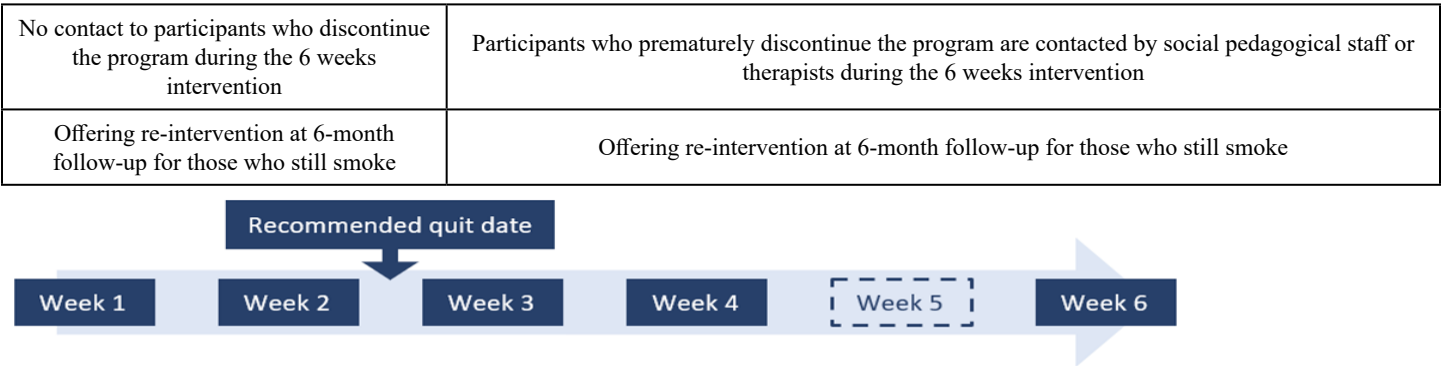 No contact to participants who discontinue
the program during the 6 weeks
intervention
Participants who prematurely discontinue the program are contacted by social pedagogical staff or
therapists during the 6 weeks intervention
Offering re-intervention at 6-month
follow-up for those who still smoke
Offering re-intervention at 6-month follow-up for those who still smoke
Recommended quit date
Week 1
Week 2
Week 3
Week 4
Week 5
Week 6